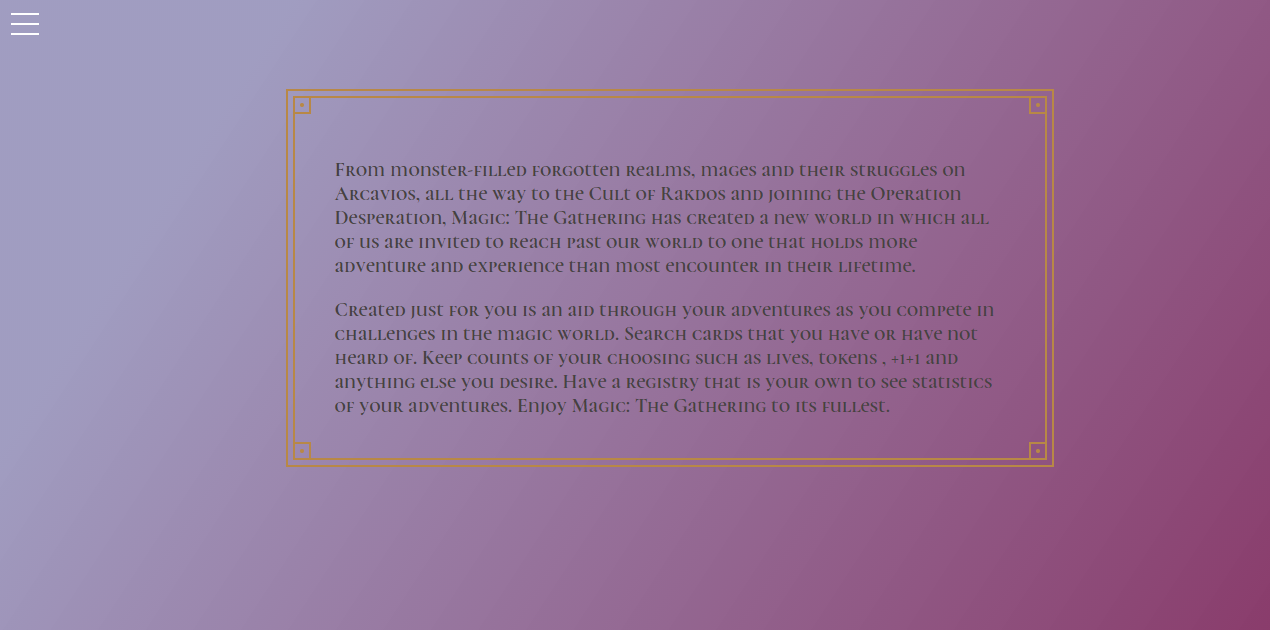 From monster-filled forgotten realms, mages and their struggles on
Arcavios, all the way to the Cult of Rakdos and joining the Operation
Desperation, Magic: The Gathering has created a new world in which all
of us are invited to reach past our world to one that holds more
adventure and experience than most encounter in their lifetime.
Created just for you is an aid through your adventures as you compete in
challenges in the magic world. Search cards that you have or have not
heard of. Keep counts of your choosing such as lives, tokens , +1+1 and
anything else you desire. Have a registry that is your own to see statistics
of your adventures. Enjoy Magic: The Gathering to its fullest.